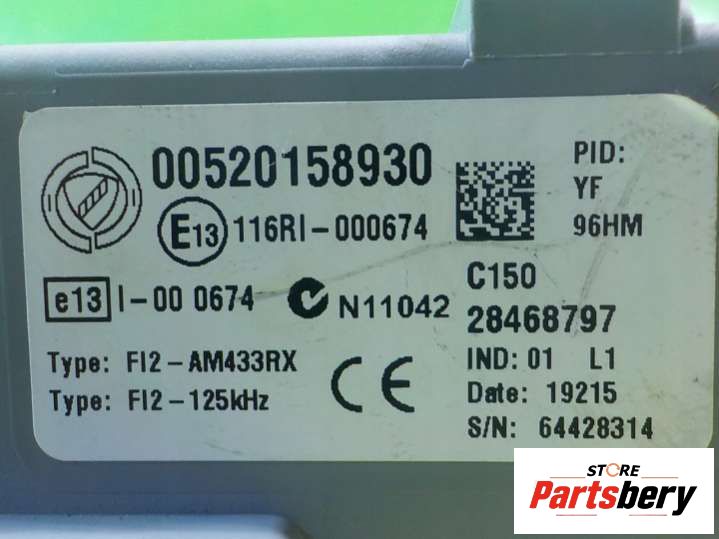 00520158930
E13 116RI-000674
e13 I-00 0674
N11042
Type: FI2-AM433RX
Type: FI2-125kHz
CE
PID:
YF
96HM
C150
28468797
IND: 01 L1
Date: 19215
S/N: 64428314
STORE
Partsbery